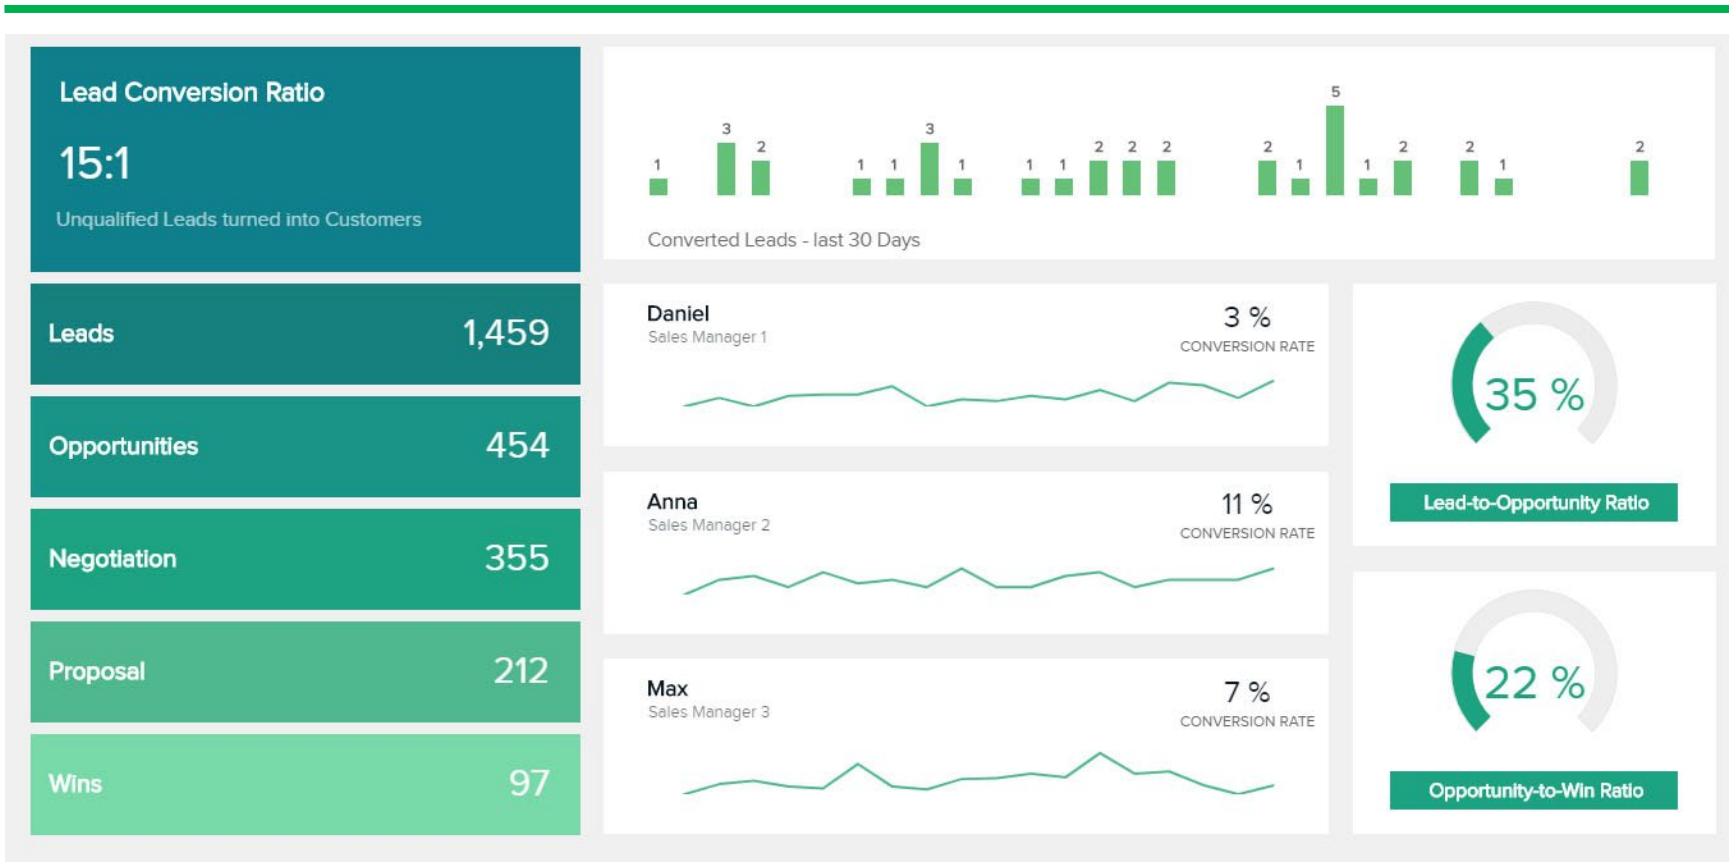 Lead Conversion Ratio
15:1
Unqualified Leads turned into Customers
1 3 2 1 1 3 1 1 1 2 2 2 2 1 5 1 2 2 1 2
Converted Leads - last 30 Days
Leads 1,459
Opportunities 454
Negotiation 355
Proposal 212
Wins 97
Daniel 3 %
Sales Manager 1 CONVERSION RATE
Anna 11 %
Sales Manager 2 CONVERSION RATE
Max 7 %
Sales Manager 3 CONVERSION RATE
35 %
Lead-to-Opportunity Ratio
22 %
Opportunity-to-Win Ratio